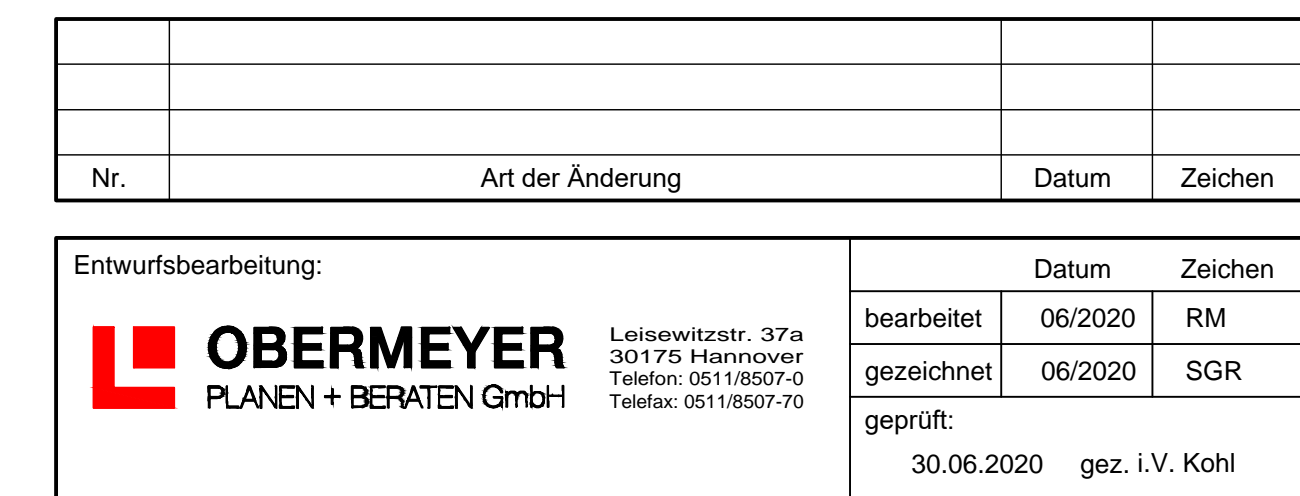 Nr. Art der Änderung Datum Zeichen
Entwurfsbearbeitung:
OBERMEYER
PLANEN + BERATEN GmbH
Leisewitzstr. 37a
30175 Hannover
Telefon: 0511/8507-0
Telefax: 0511/8507-70
Datum Zeichen
bearbeitet 06/2020 RM
gezeichnet 06/2020 SGR
geprüft:
30.06.2020 gez. i.V. Kohl